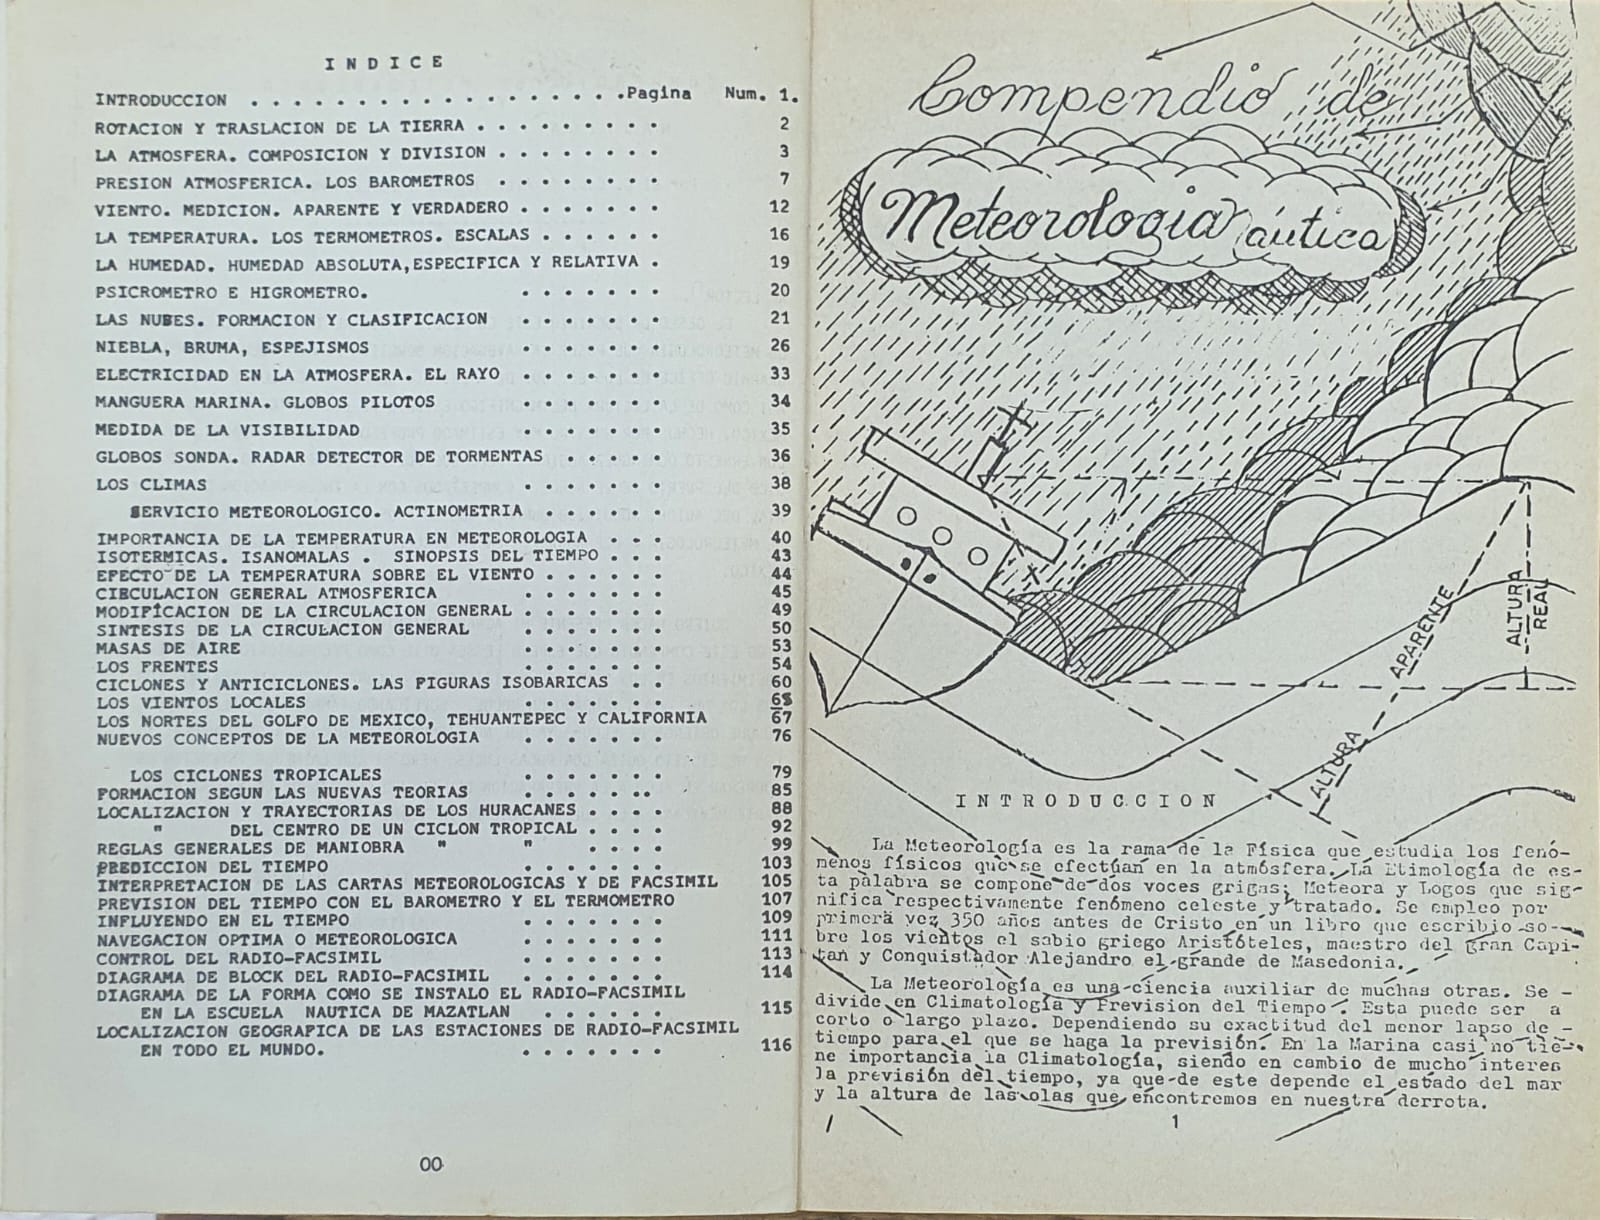 INDICE
INTRODUCCION . . . . . . . . . . . . . . . . . .Pagina Num. 1.
ROTACION Y TRASLACION DE LA TIERRA . . . . . . . . . 2
LA ATMOSFERA. COMPOSICION Y DIVISION . . . . . . . . 3
PRESION ATMOSFERICA. LOS BAROMETROS . . . . . . . . 7
VIENTO. MEDICION. APARENTE Y VERDADERO . . . . . . . 12
LA TEMPERATURA. LOS TERMOMETROS. ESCALAS . . . . . . 16
LA HUMEDAD. HUMEDAD ABSOLUTA,ESPECIFICA Y RELATIVA . 19
PSICROMETRO E HIGROMETRO. . . . . . . . 20
LAS NUBES. FORMACION Y CLASIFICACION . . . . . . . 21
NIEBLA, BRUMA, ESPEJISMOS . . . . . . . 26
ELECTRICIDAD EN LA ATMOSFERA. EL RAYO . . . . . . . 33
MANGUERA MARINA. GLOBOS PILOTOS . . . . . . . 34
MEDIDA DE LA VISIBILIDAD . . . . . . . 35
GLOBOS SONDA. RADAR DETECTOR DE TORMENTAS . . . . . . 36
LOS CLIMAS . . . . . . . 38
SERVICIO METEOROLOGICO. ACTINOMETRIA . . . . . . 39
IMPORTANCIA DE LA TEMPERATURA EN METEOROLOGIA . . . 40
ISOTERMICAS. ISANOMALAS . SINOPSIS DEL TIEMPO . . . 43
EFECTO DE LA TEMPERATURA SOBRE EL VIENTO . . . . . . 44
CIRCULACION GENERAL ATMOSFERICA . . . . . . . 45
MODIFICACION DE LA CIRCULACION GENERAL . . . . . . . 49
SINTESIS DE LA CIRCULACION GENERAL . . . . . . . 50
MASAS DE AIRE . . . . . . . 53
LOS FRENTES . . . . . . . 54
CICLONES Y ANTICICLONES. LAS FIGURAS ISOBARICAS . . 60
LOS VIENTOS LOCALES . . . . . . .
LOS NORTES DEL GOLFO DE MEXICO, TEHUANTEPEC Y CALIFORNIA 67
NUEVOS CONCEPTOS DE LA METEOROLOGIA . . . . . . . 76
LOS CICLONES TROPICALES . . . . . . . 79
FORMACION SEGUN LAS NUEVAS TEORIAS . . . . . . . 85
LOCALIZACION Y TRAYECTORIAS DE LOS HURACANES . . . . 88
" DEL CENTRO DE UN CICLON TROPICAL . . . . 92
REGLAS GENERALES DE MANIOBRA " " . . . . 99
PREDICCION DEL TIEMPO . . . . . . . 103
INTERPRETACION DE LAS CARTAS METEOROLOGICAS Y DE FACSIMIL 105
PREVISION DEL TIEMPO CON EL BAROMETRO Y EL TERMOMETRO 107
INFLUYENDO EN EL TIEMPO . . . . . . . 109
NAVEGACION OPTIMA O METEOROLOGICA . . . . . . . 111
CONTROL DEL RADIO-FACSIMIL . . . . . . . 113
DIAGRAMA DE BLOCK DEL RADIO-FACSIMIL . . . . . . . 114
DIAGRAMA DE LA FORMA COMO SE INSTALO EL RADIO-FACSIMIL
EN LA ESCUELA NAUTICA DE MAZATLAN . . . . . . 115
LOCALIZACION GEOGRAFICA DE LAS ESTACIONES DE RADIO-FACSIMIL
EN TODO EL MUNDO. . . . . . . . 116
00
Compendio de
Meteorologia
áutica
ALTURA APARENTE
ALTURA REAL
INTRODUCCION
La Meteorología es la rama de la Física que estudia los fenó-
menos físicos que se efectúan en la atmósfera. La Etimología de es-
ta palabra se compone de dos voces grigas; Meteora y Logos que sig-
nifica respectivamente fenómeno celeste y tratado. Se empleo por
primera vez 350 años antes de Cristo en un libro que escribió so-
bre los vientos el sabio griego Aristóteles, maestro del gran Capi-
tan y Conquistador Alejandro el grande de Masedonia.
La Meteorología es una ciencia auxiliar de muchas otras. Se -
divide en Climatología y Prevision del Tiempo. Esta puede ser a
corto o largo plazo. Dependiendo su exactitud del menor lapso de -
tiempo para el que se haga la previsión. En la Marina casi no tie-
ne importancia la Climatología, siendo en cambio de mucho interes
la previsión del tiempo, ya que de este depende el estado del mar
y la altura de las olas que encontremos en nuestra derrota.
1